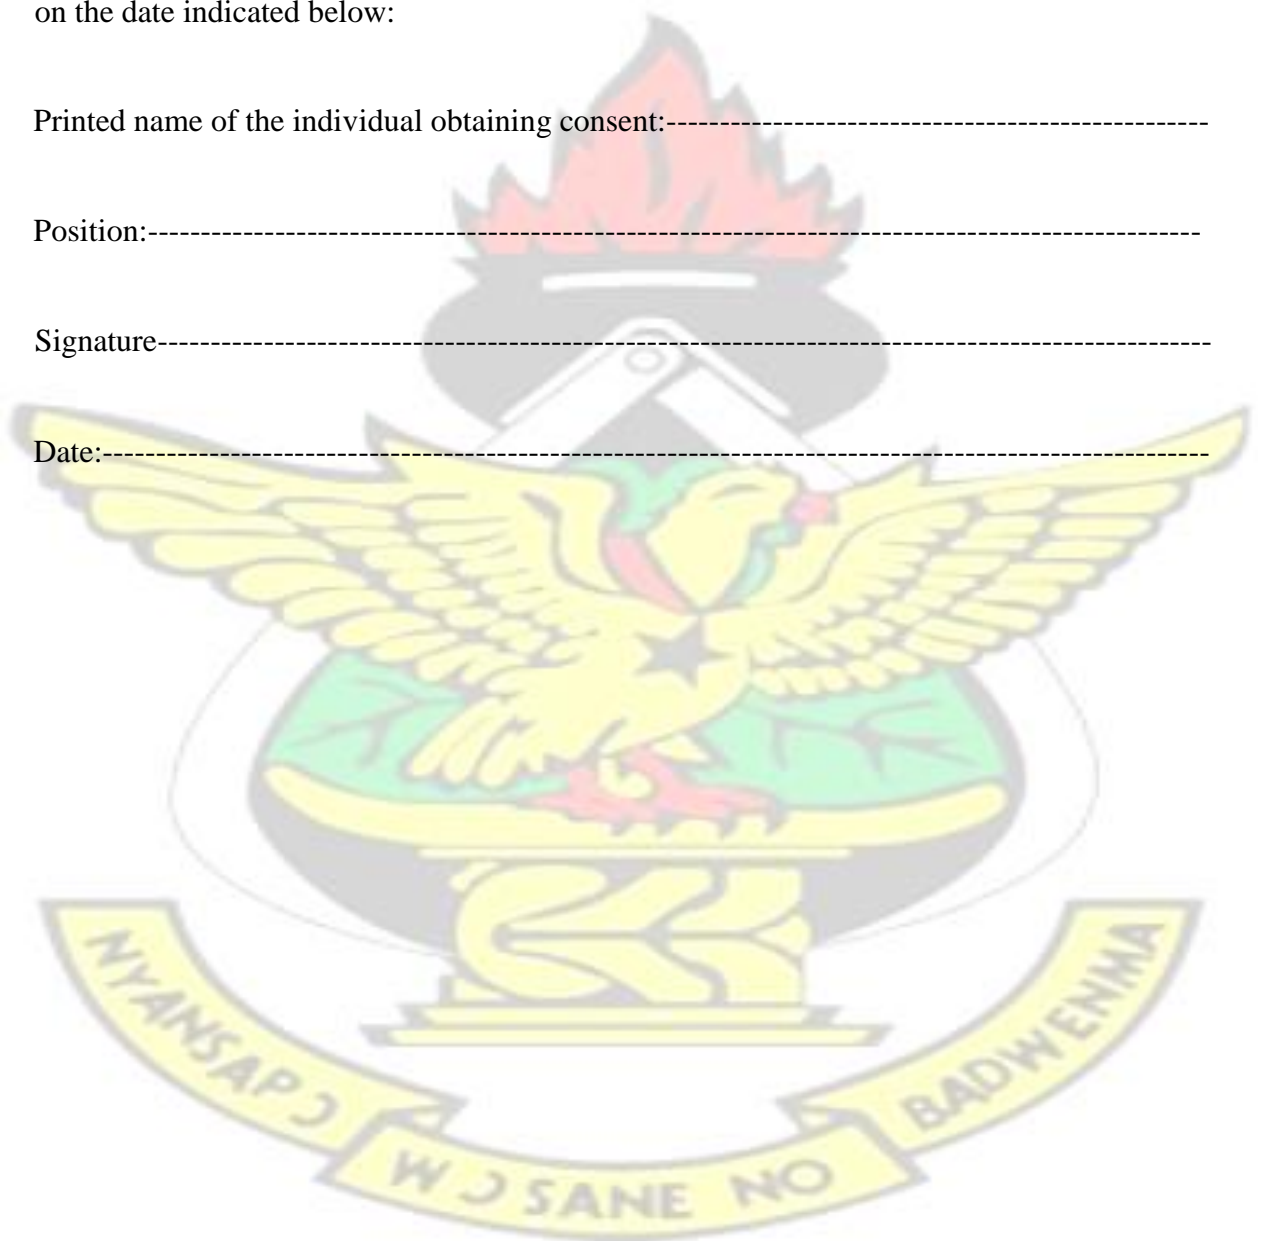 on the date indicated below:
Printed name of the individual obtaining consent:---------------------------------------------------
Position:---------------------------------------------------------------------------------------------------
Signature---------------------------------------------------------------------------------------------------
Date:--------------------------------------------------------------------------------------------------------
NYANSAPƆ
WƆ SANE NO
BADWENMA